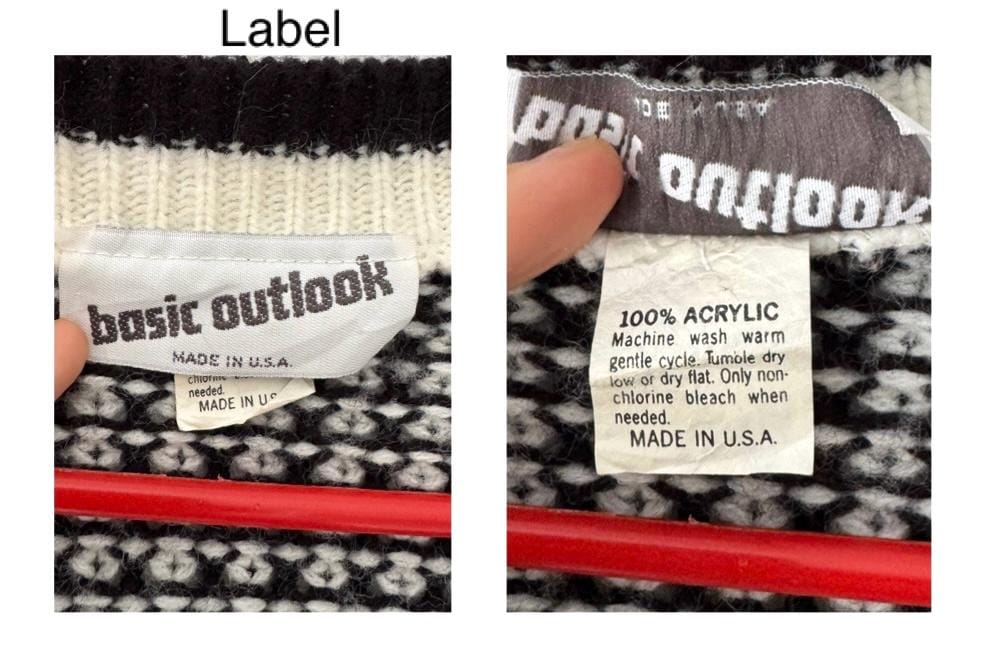 Label
basic outlook
MADE IN U.S.A.
needed.
MADE IN
outlook
100% ACRYLIC
Machine wash warm
gentle cycle. Tumble dry
low or dry flat. Only non-
chlorine bleach when
needed.
MADE IN U.S.A.